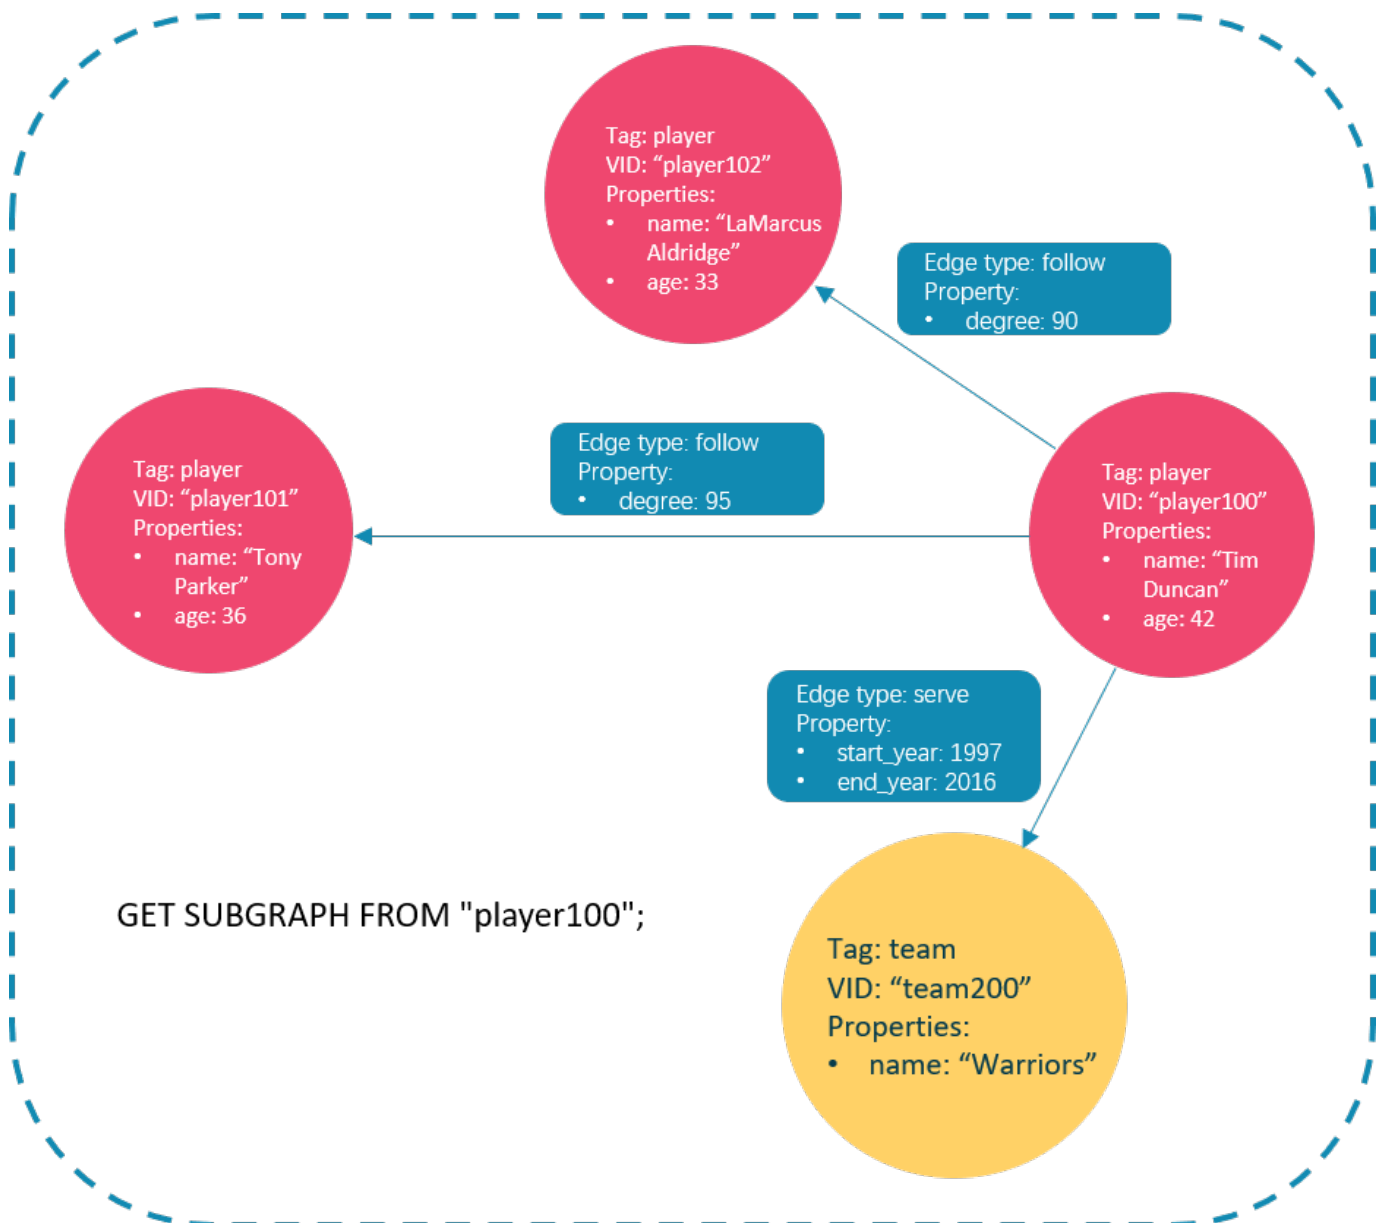 Tag: player
VID: “player102”
Properties:
• name: “LaMarcus
Aldridge”
• age: 33
Edge type: follow
Property:
• degree: 90
Edge type: follow
Property:
• degree: 95
Tag: player
VID: “player101”
Properties:
• name: “Tony
Parker”
• age: 36
Tag: player
VID: “player100”
Properties:
• name: “Tim
Duncan”
• age: 42
Edge type: serve
Property:
• start_year: 1997
• end_year: 2016
GET SUBGRAPH FROM "player100";
Tag: team
VID: “team200”
Properties:
• name: “Warriors”